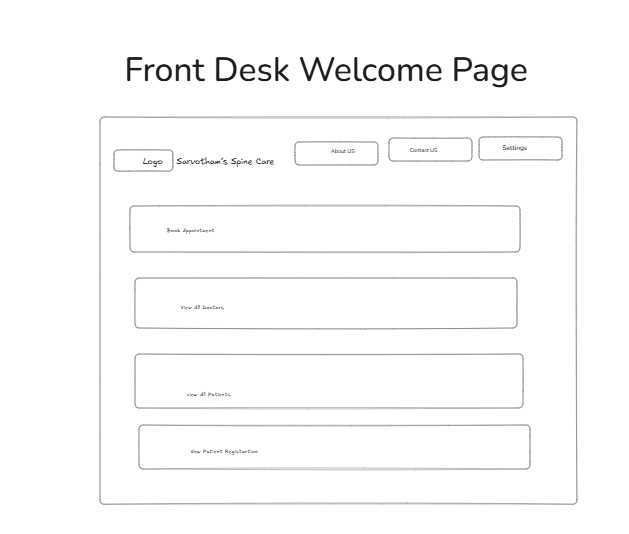 Front Desk Welcome Page
Logo Sarvotham's Spine Care
About US
Contact US
Settings
Book Appointment
View All Doctors
view All Patients
New Patient Registartion